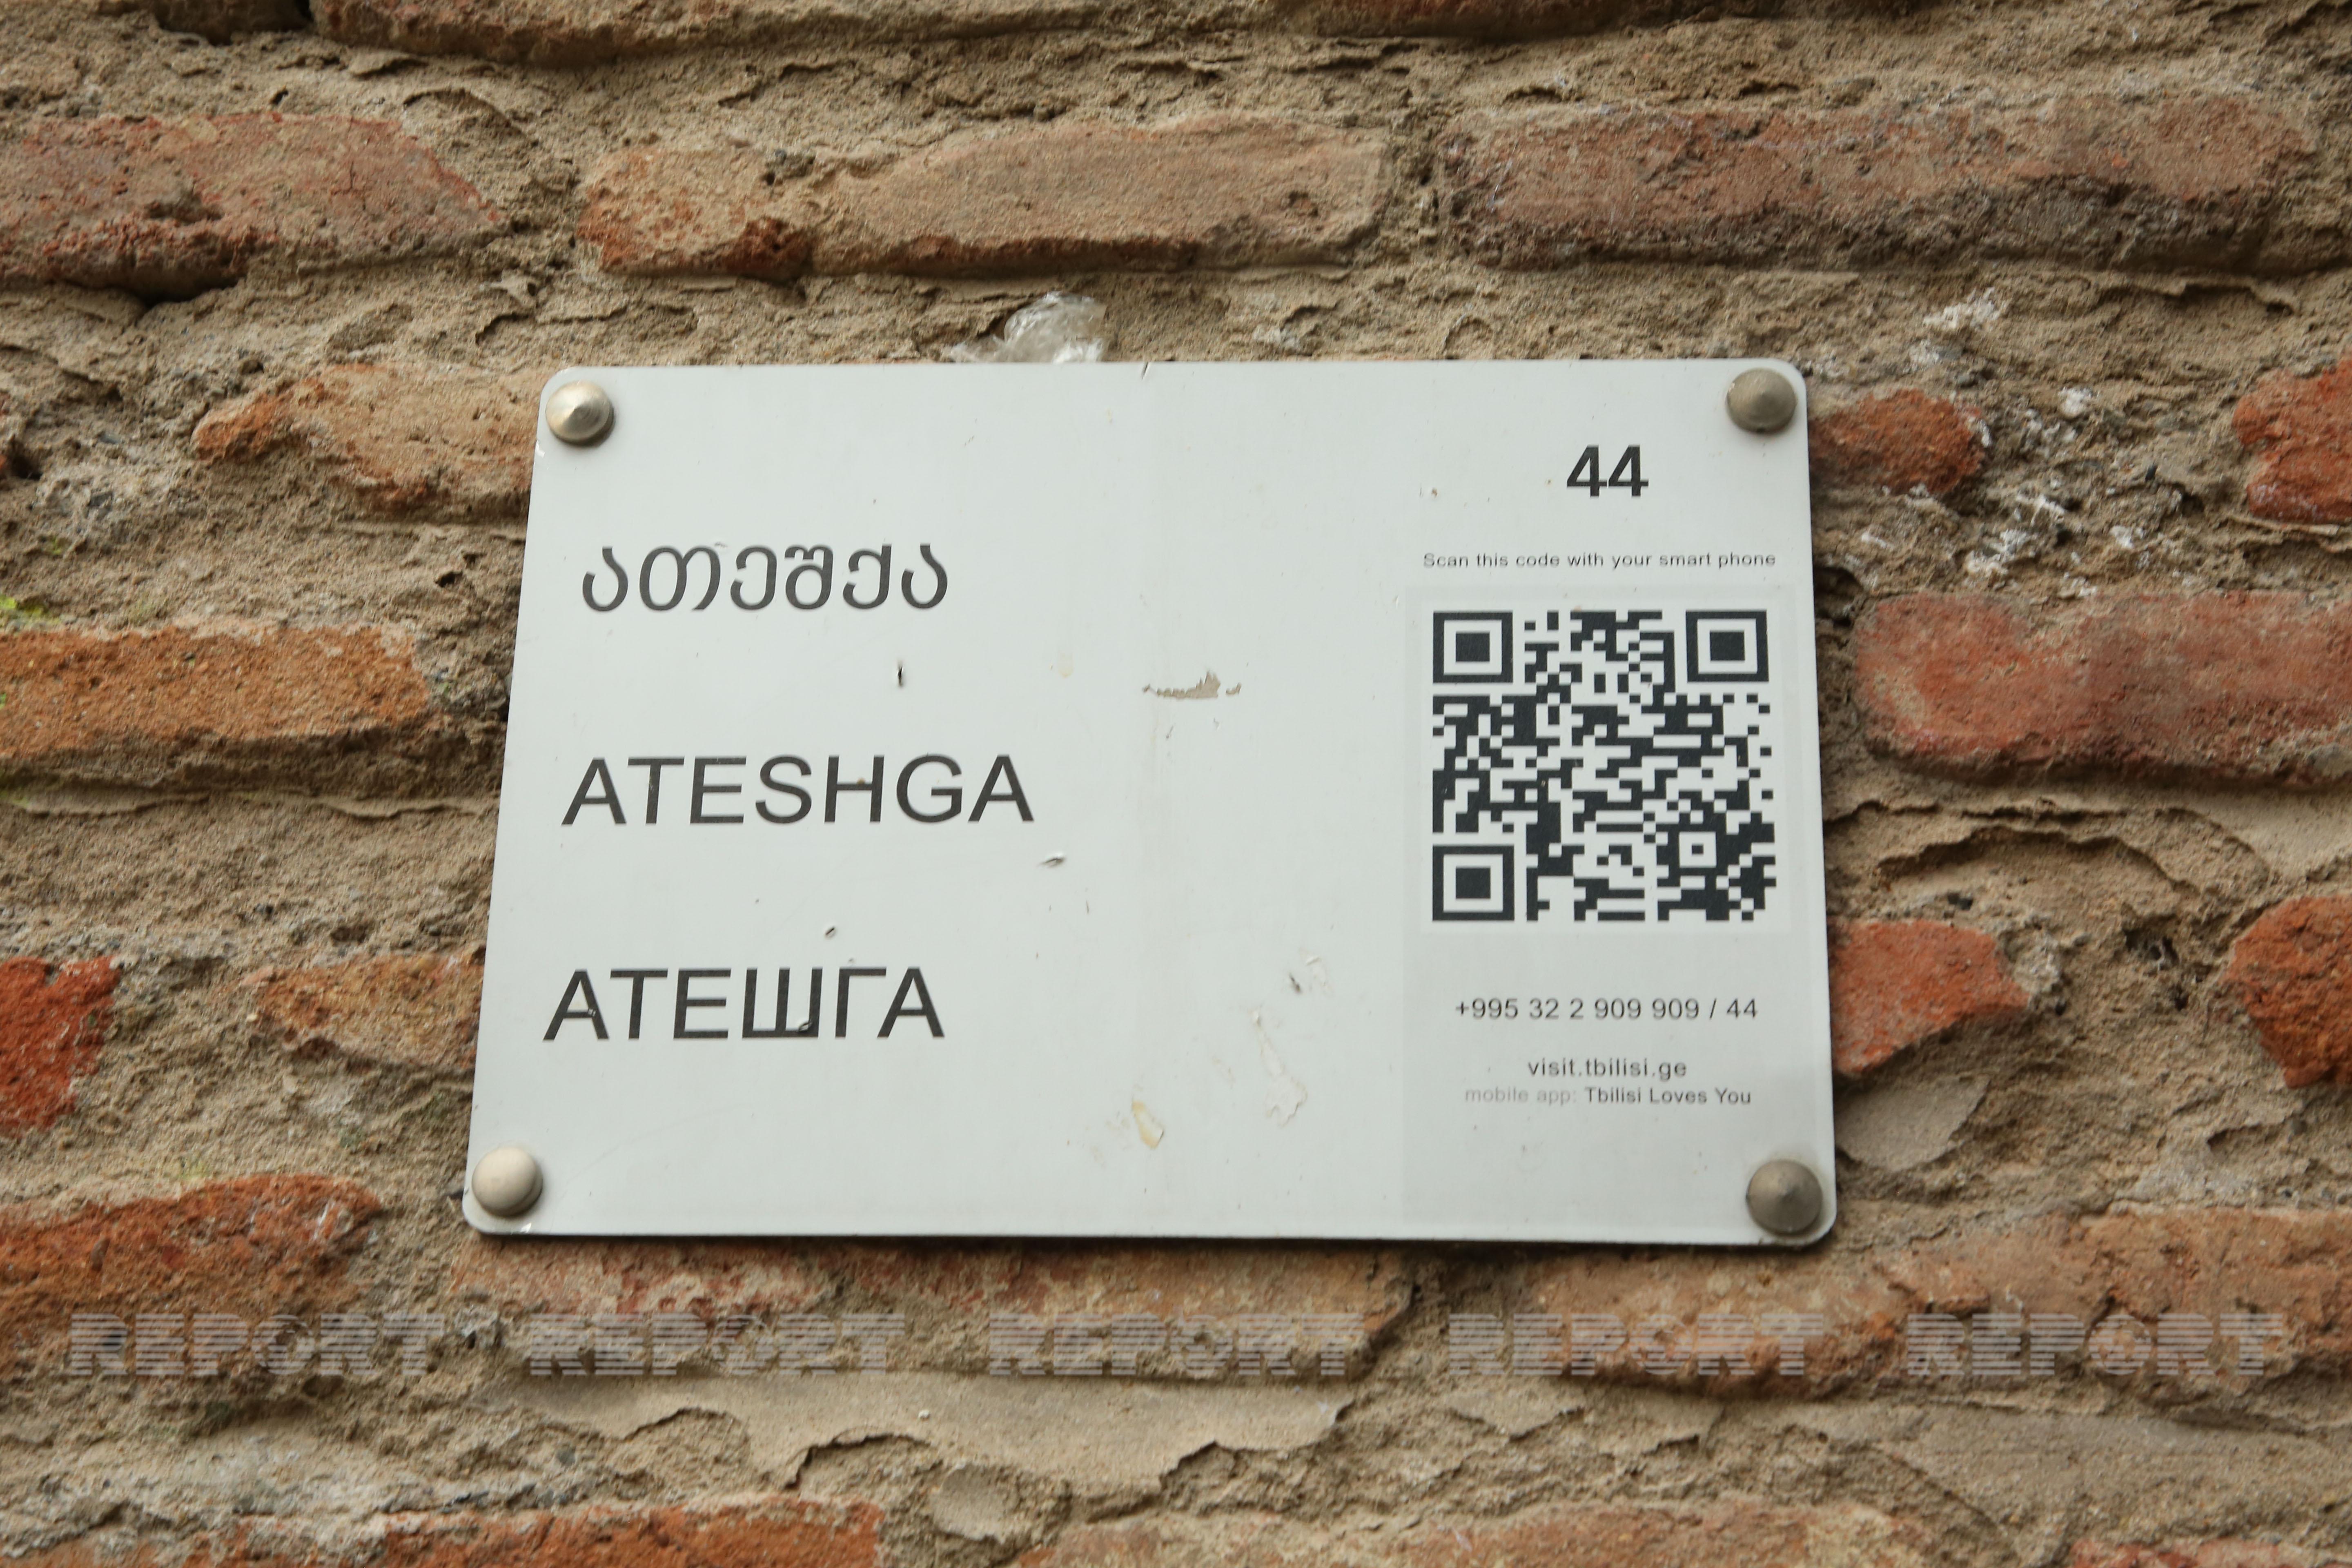 44
Scan this code with your smart phone
ათეშქა
ATESHGA
АТЕШГА
+995 32 2 909 909 / 44
visit.tbilisi.ge
mobile app: Tbilisi Loves You
REPORT REPORT REPORT REPORT REPORT